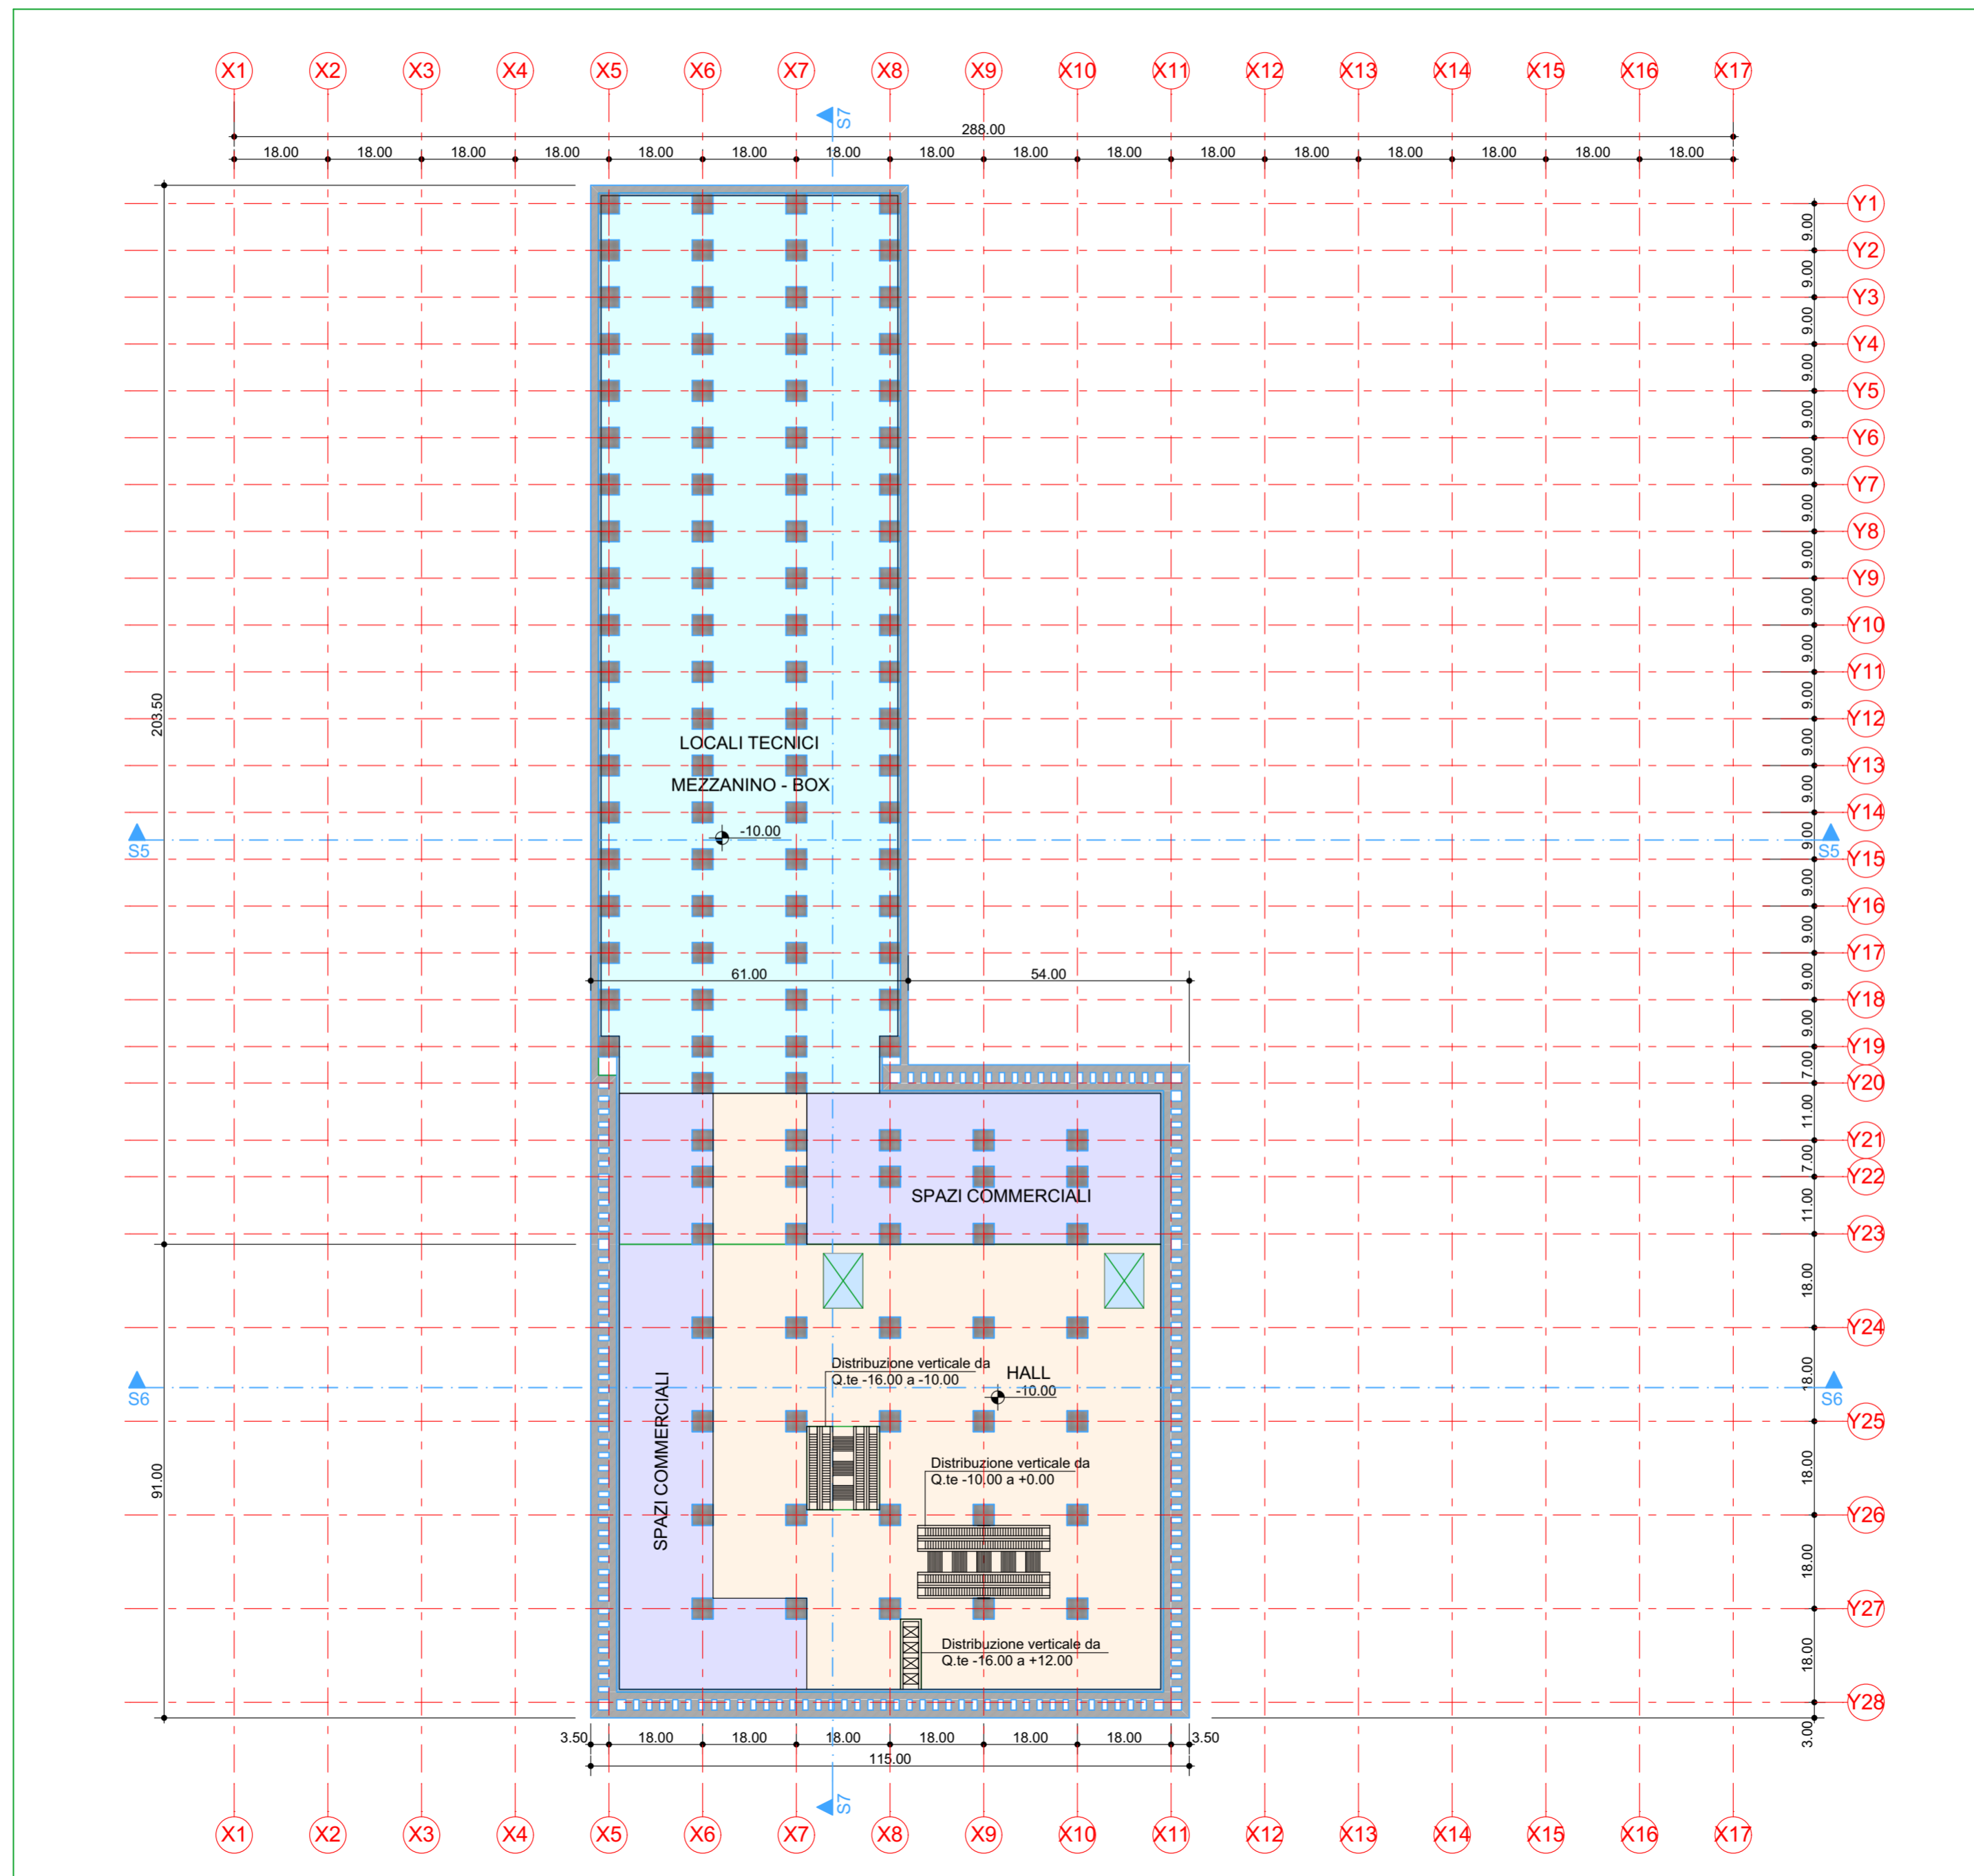 X1 X2 X3 X4 X5 X6 X7 X8 X9 X10 X11 X12 X13 X14 X15 X16 X17
S7
288.00
18.00 18.00 18.00 18.00 18.00 18.00 18.00 18.00 18.00 18.00 18.00 18.00 18.00 18.00 18.00 18.00
Y1
9.00
Y2
9.00
Y3
9.00
Y4
9.00
Y5
9.00
Y6
9.00
Y7
9.00
Y8
9.00
Y9
9.00
Y10
9.00
Y11
203.50
9.00
Y12
LOCALI TECNICI
9.00
Y13
MEZZANINO - BOX
9.00
Y14
-10.00
9.00
S5 S5
Y15
9.00
Y16
9.00
Y17
61.00 54.00
9.00
Y18
9.00
Y19
7.00
Y20
11.00
Y21
7.00
Y22
SPAZI COMMERCIALI
11.00
Y23
18.00
Y24
Distribuzione verticale da
Q.te -16.00 a -10.00
HALL
-10.00
18.00
S6 S6
Y25
SPAZI COMMERCIALI
Distribuzione verticale da
Q.te -10.00 a +0.00
91.00
18.00
Y26
18.00
Y27
Distribuzione verticale da
Q.te -16.00 a +12.00
18.00
Y28
3.00
3.50 18.00 18.00 18.00 18.00 18.00 18.00 3.50
115.00
S7
X1 X2 X3 X4 X5 X6 X7 X8 X9 X10 X11 X12 X13 X14 X15 X16 X17